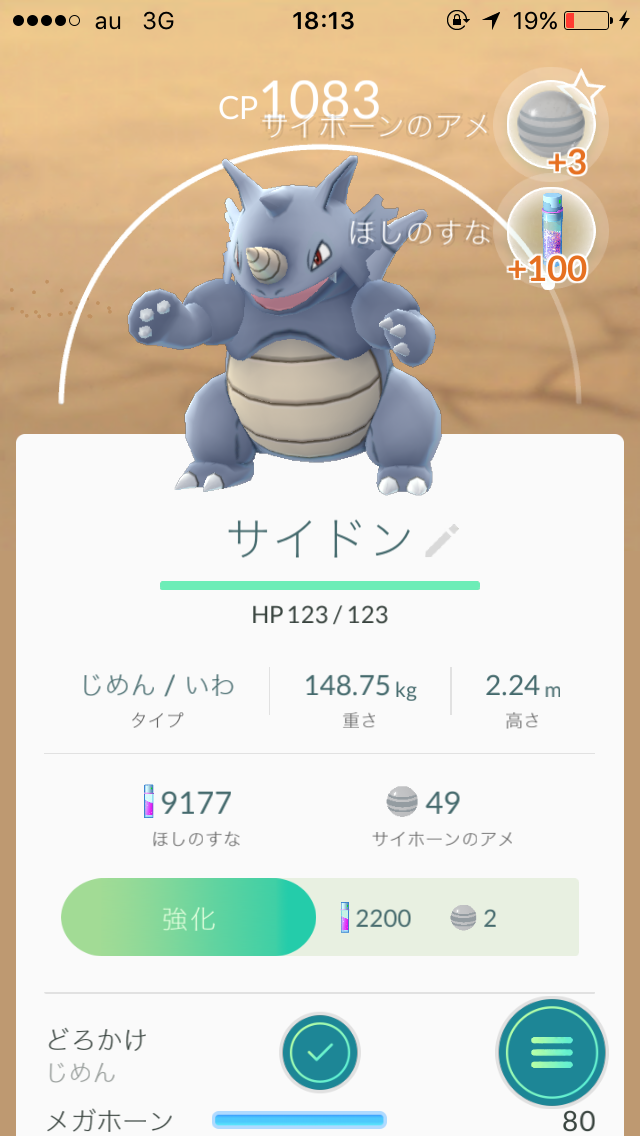 au 3G 18:13 19%
CP1083
サイホーンのアメ
+3
ほしのすな
+100
サイドン
HP 123 / 123
じめん / いわ 148.75 kg 2.24 m
タイプ 重さ 高さ
9177 49
ほしのすな サイホーンのアメ
強化 2200 2
どろかけ
じめん
メガホーン 80